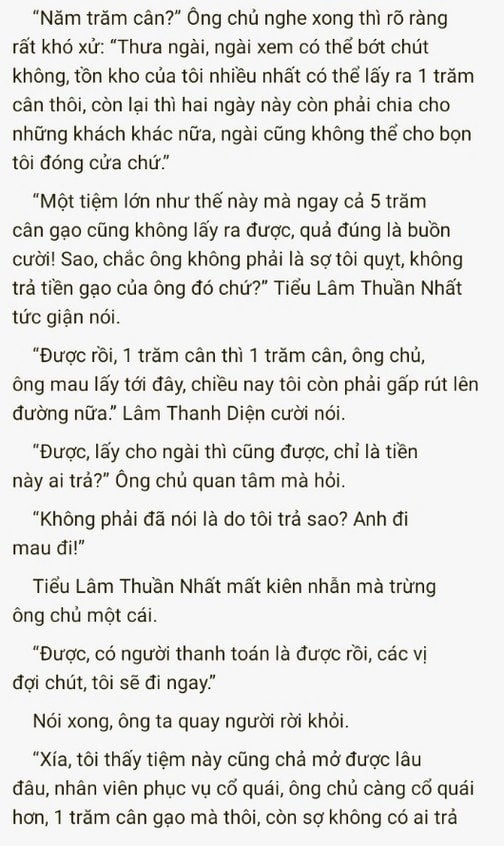 “Năm trăm cân?” Ông chủ nghe xong thì rõ ràng
rất khó xử: “Thưa ngài, ngài xem có thể bớt chút
không, tồn kho của tôi nhiều nhất có thể lấy ra 1 trăm
cân thôi, còn lại thì hai ngày này còn phải chia cho
những khách khác nữa, ngài cũng không thể cho bọn
tôi đóng cửa chứ.”
“Một tiệm lớn như thế này mà ngay cả 5 trăm
cân gạo cũng không lấy ra được, quả đúng là buồn
cười! Sao, chắc ông không phải là sợ tôi quỵt, không
trả tiền gạo của ông đó chứ?” Tiểu Lâm Thuần Nhất
tức giận nói.
“Được rồi, 1 trăm cân thì 1 trăm cân, ông chủ,
ông mau lấy tới đây, chiều nay tôi còn phải gấp rút lên
đường nữa.” Lâm Thanh Diện cười nói.
“Được, lấy cho ngài thì cũng được, chỉ là tiền
này ai trả?” Ông chủ quan tâm mà hỏi.
“Không phải đã nói là do tôi trả sao? Anh đi
mau đi!”
Tiểu Lâm Thuần Nhất mất kiên nhẫn mà trừng
ông chủ một cái.
“Được, có người thanh toán là được rồi, các vị
đợi chút, tôi sẽ đi ngay.”
Nói xong, ông ta quay người rời khỏi.
“Xía, tôi thấy tiệm này cũng chả mở được lâu
đâu, nhân viên phục vụ cổ quái, ông chủ càng cổ quái
hơn, 1 trăm cân gạo mà thôi, còn sợ không có ai trả